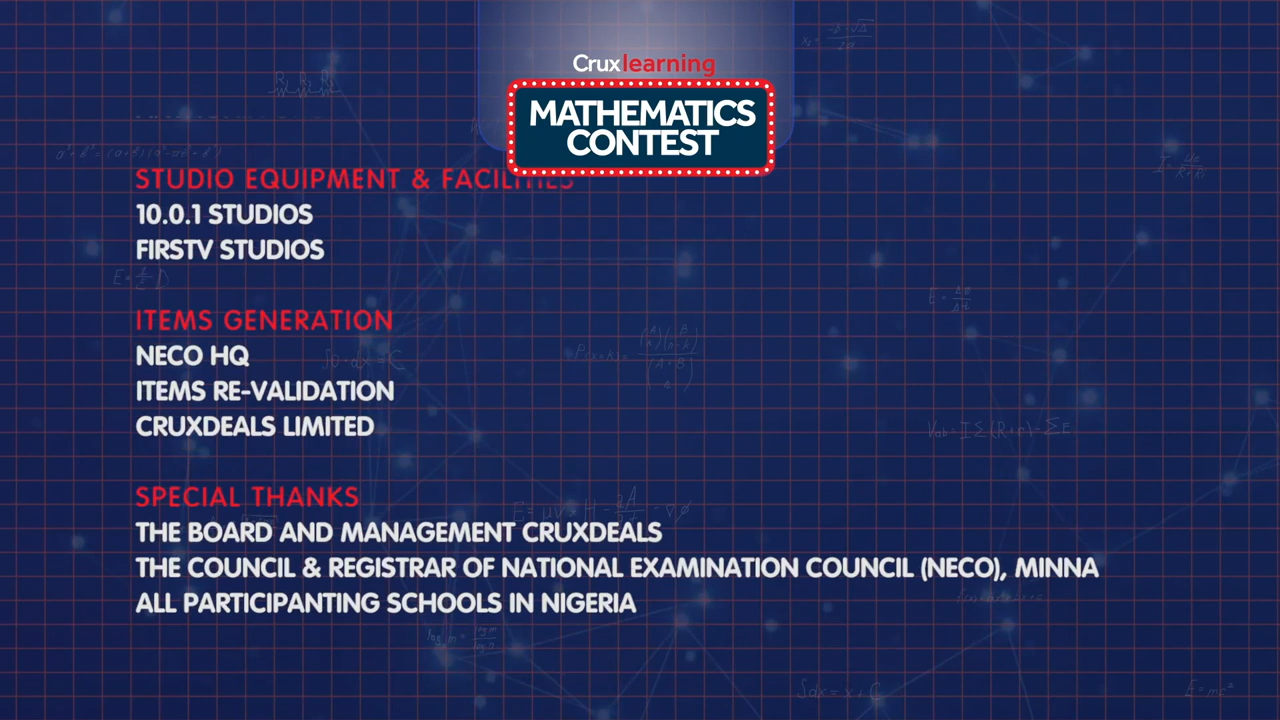 Cruxlearning
MATHEMATICS
CONTEST
STUDIO EQUIPMENT & FACILITIES
10.0.1 STUDIOS
FIRSTV STUDIOS
ITEMS GENERATION
NECO HQ
ITEMS RE-VALIDATION
CRUXDEALS LIMITED
SPECIAL THANKS
THE BOARD AND MANAGEMENT CRUXDEALS
THE COUNCIL & REGISTRAR OF NATIONAL EXAMINATION COUNCIL (NECO), MINNA
ALL PARTICIPANTING SCHOOLS IN NIGERIA
∫dx = x + C
E=mc²